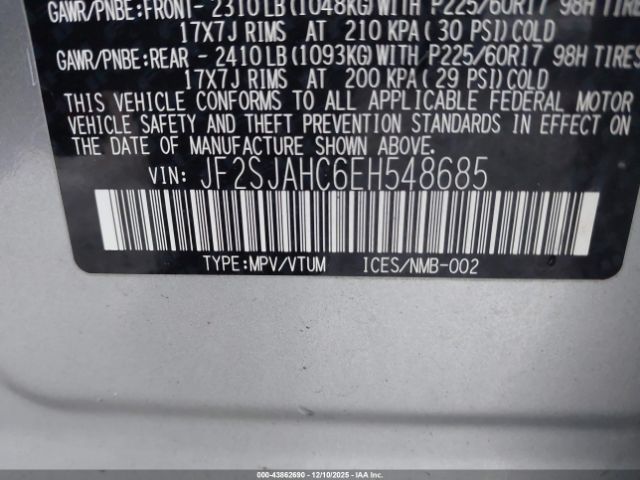 GAWR/PNBE:FRONT- 2310LB(1048KG)WITH P225/60R17 98H TIRES
17X7J RIMS AT 210 KPA(30 PSI)COLD
GAWR/PNBE:REAR - 2410LB(1093KG)WITH P225/60R17 98H TIRES
17X7J RIMS AT 200 KPA(29 PSI)COLD
THIS VEHICLE CONFORMS TO ALL APPLICABLE FEDERAL MOTOR
VEHICLE SAFETY AND THEFT PREVENTION STANDARDS IN EFFECT ON
THE DATE OF MANUFACTURE SHOWN ABOVE.
VIN: JF2SJAHC6EH548685
TYPE:MPV/VTUM ICES/NMB-002
000-43862690 - 12/10/2025 - IAAI.COM